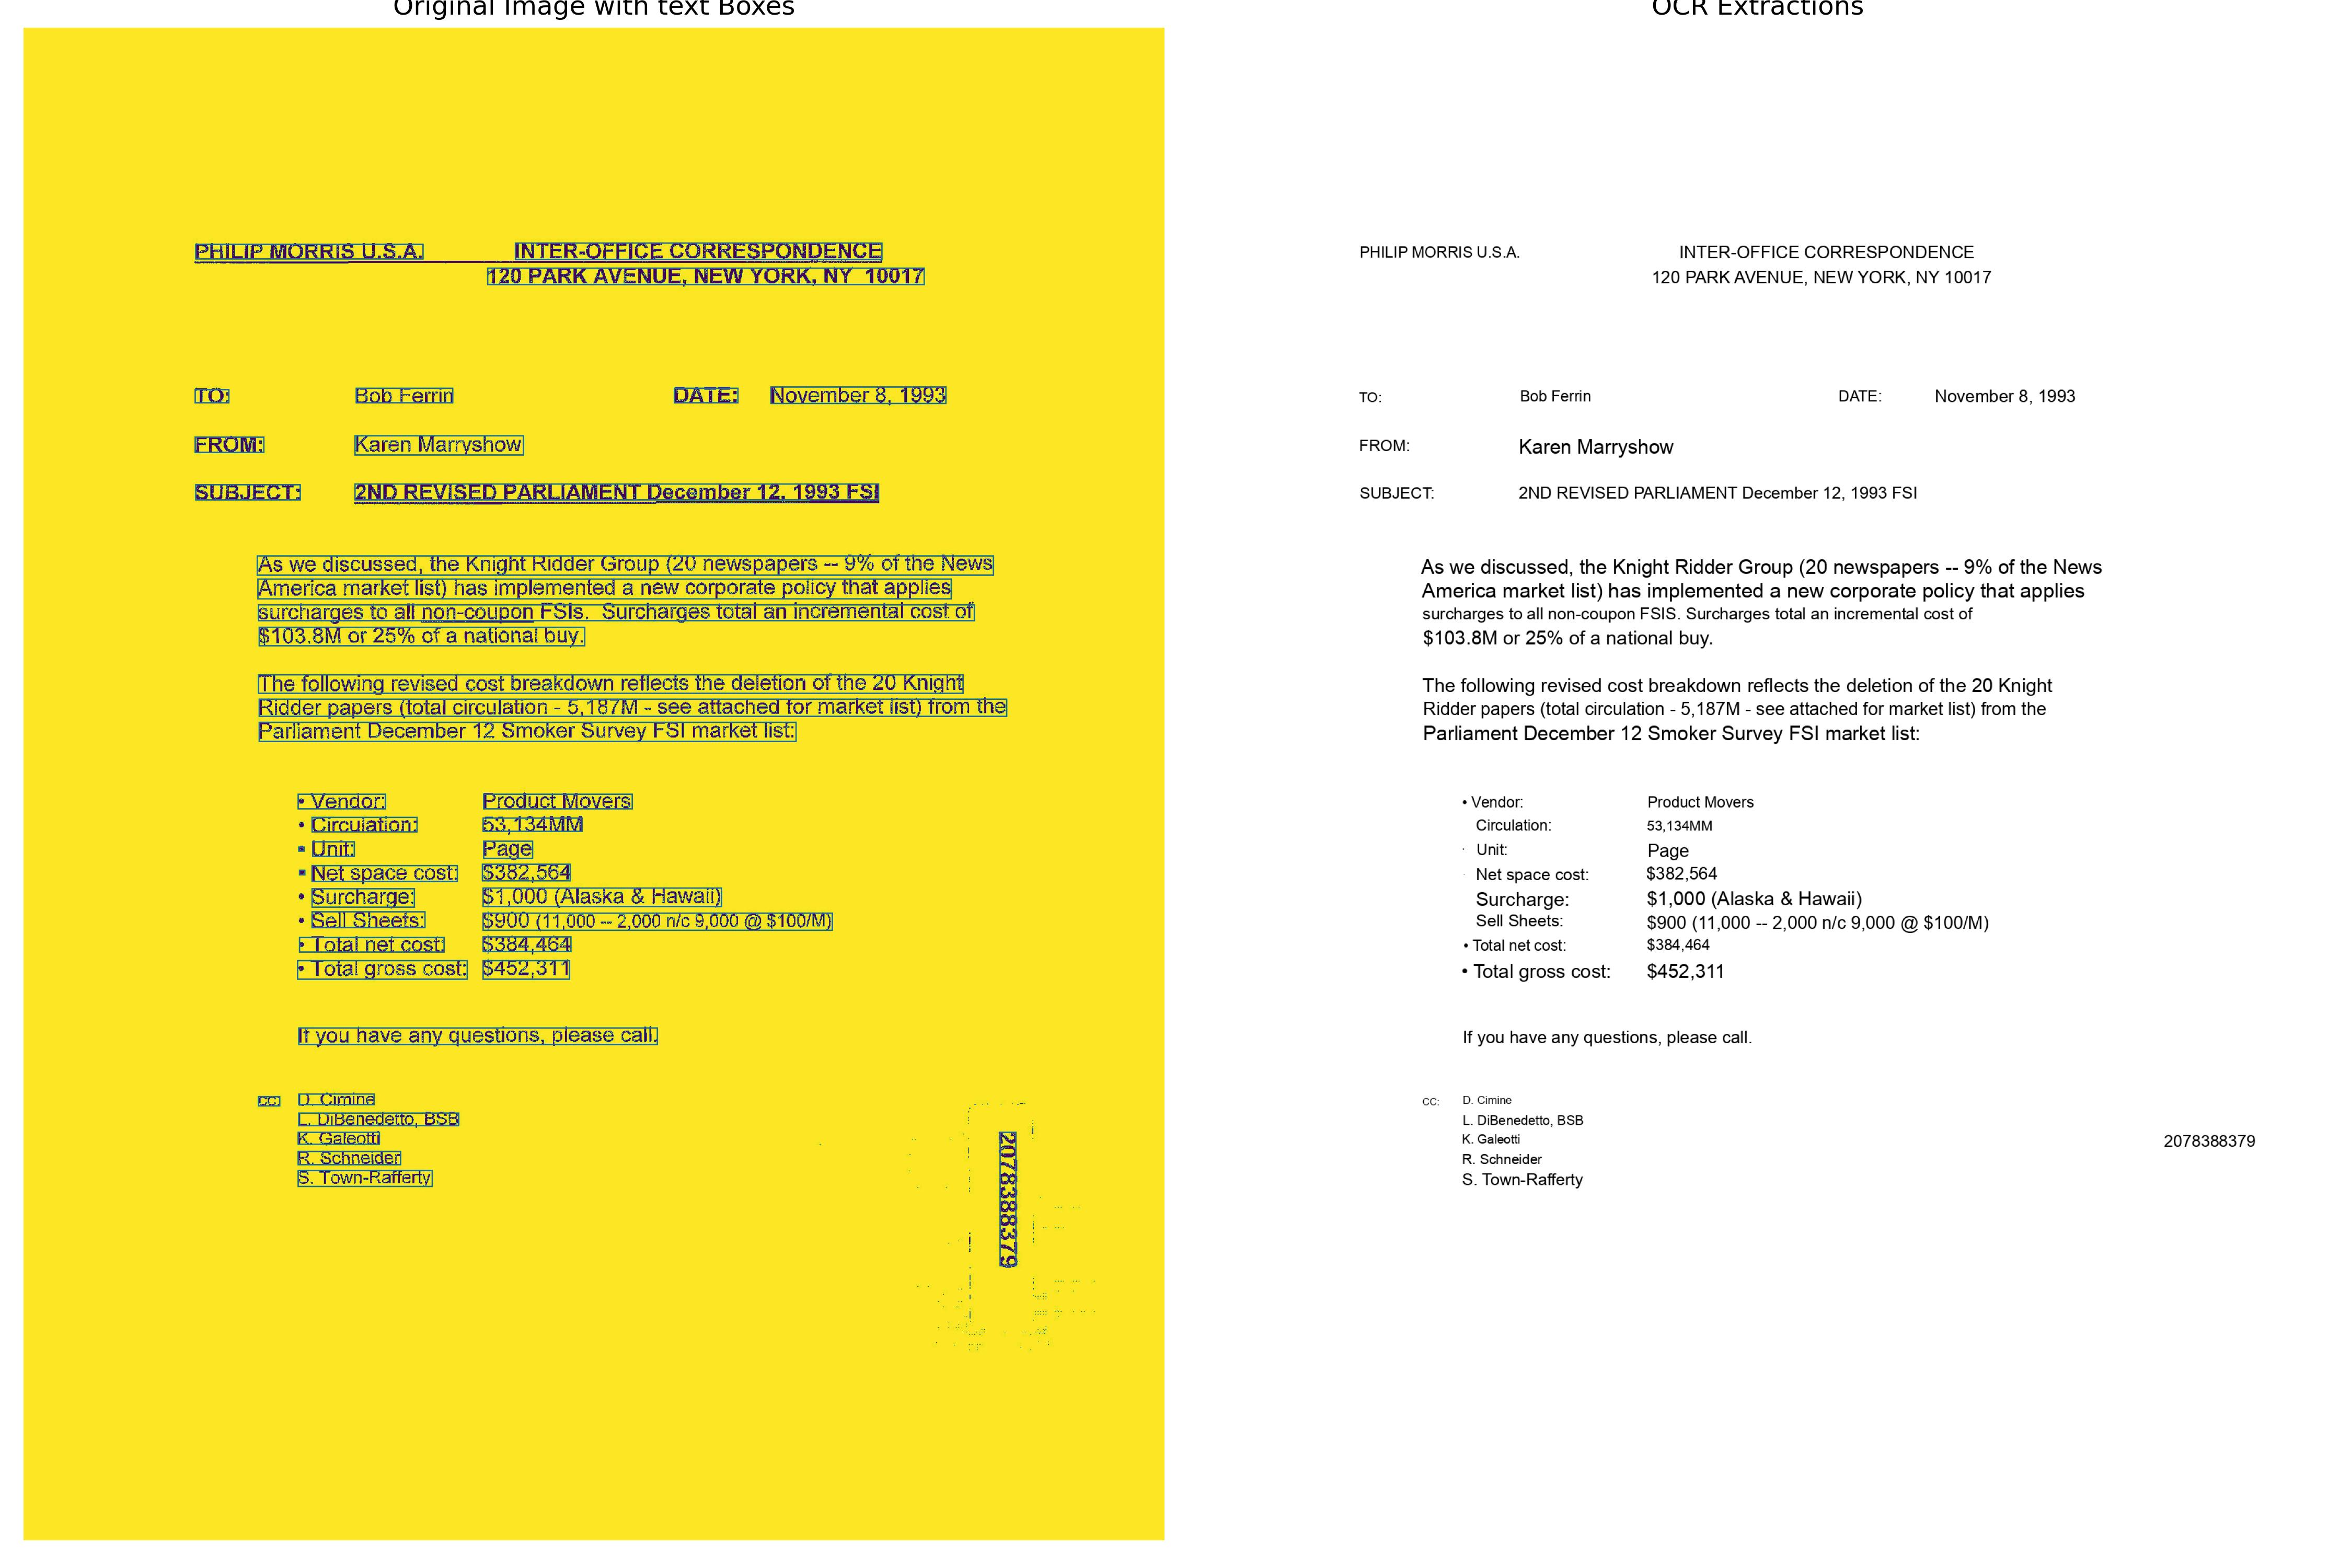 Original Image with text Boxes
PHILIP MORRIS U.S.A. INTER-OFFICE CORRESPONDENCE
120 PARK AVENUE, NEW YORK, NY 10017
TO: Bob Ferrin DATE: November 8, 1993
FROM: Karen Marryshow
SUBJECT: 2ND REVISED PARLIAMENT December 12, 1993 FSI
As we discussed, the Knight Ridder Group (20 newspapers -- 9% of the News
America market list) has implemented a new corporate policy that applies
surcharges to all non-coupon FSIs. Surcharges total an incremental cost of
$103.8M or 25% of a national buy.
The following revised cost breakdown reflects the deletion of the 20 Knight
Ridder papers (total circulation - 5,187M - see attached for market list) from the
Parliament December 12 Smoker Survey FSI market list:
• Vendor: Product Movers
• Circulation: 53,134MM
• Unit: Page
• Net space cost: $382,564
• Surcharge: $1,000 (Alaska & Hawaii)
• Sell Sheets: $900 (11,000 -- 2,000 n/c 9,000 @ $100/M)
• Total net cost: $384,464
• Total gross cost: $452,311
If you have any questions, please call.
cc: D. Cimine
L. DiBenedetto, BSB
K. Galeotti
R. Schneider
S. Town-Rafferty
2078388379
OCR Extractions
PHILIP MORRIS U.S.A. INTER-OFFICE CORRESPONDENCE
120 PARK AVENUE, NEW YORK, NY 10017
TO: Bob Ferrin DATE: November 8, 1993
FROM: Karen Marryshow
SUBJECT: 2ND REVISED PARLIAMENT December 12, 1993 FSI
As we discussed, the Knight Ridder Group (20 newspapers -- 9% of the News
America market list) has implemented a new corporate policy that applies
surcharges to all non-coupon FSIS. Surcharges total an incremental cost of
$103.8M or 25% of a national buy.
The following revised cost breakdown reflects the deletion of the 20 Knight
Ridder papers (total circulation - 5,187M - see attached for market list) from the
Parliament December 12 Smoker Survey FSI market list:
• Vendor: Product Movers
Circulation: 53,134MM
· Unit: Page
· Net space cost: $382,564
Surcharge: $1,000 (Alaska & Hawaii)
Sell Sheets: $900 (11,000 -- 2,000 n/c 9,000 @ $100/M)
• Total net cost: $384,464
• Total gross cost: $452,311
If you have any questions, please call.
CC: D. Cimine
L. DiBenedetto, BSB
K. Galeotti
R. Schneider
S. Town-Rafferty
2078388379